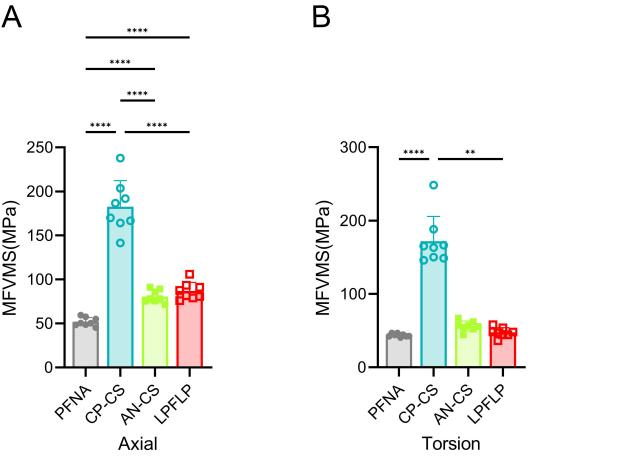 A
****
****
****
**** ****
250
200
150
100
50
0
MFVMS(MPa)
PFNA
CP-CS
AN-CS
LPFLP
Axial
B
**** **
300
200
100
0
MFVMS(MPa)
PFNA
CP-CS
AN-CS
LPFLP
Torsion